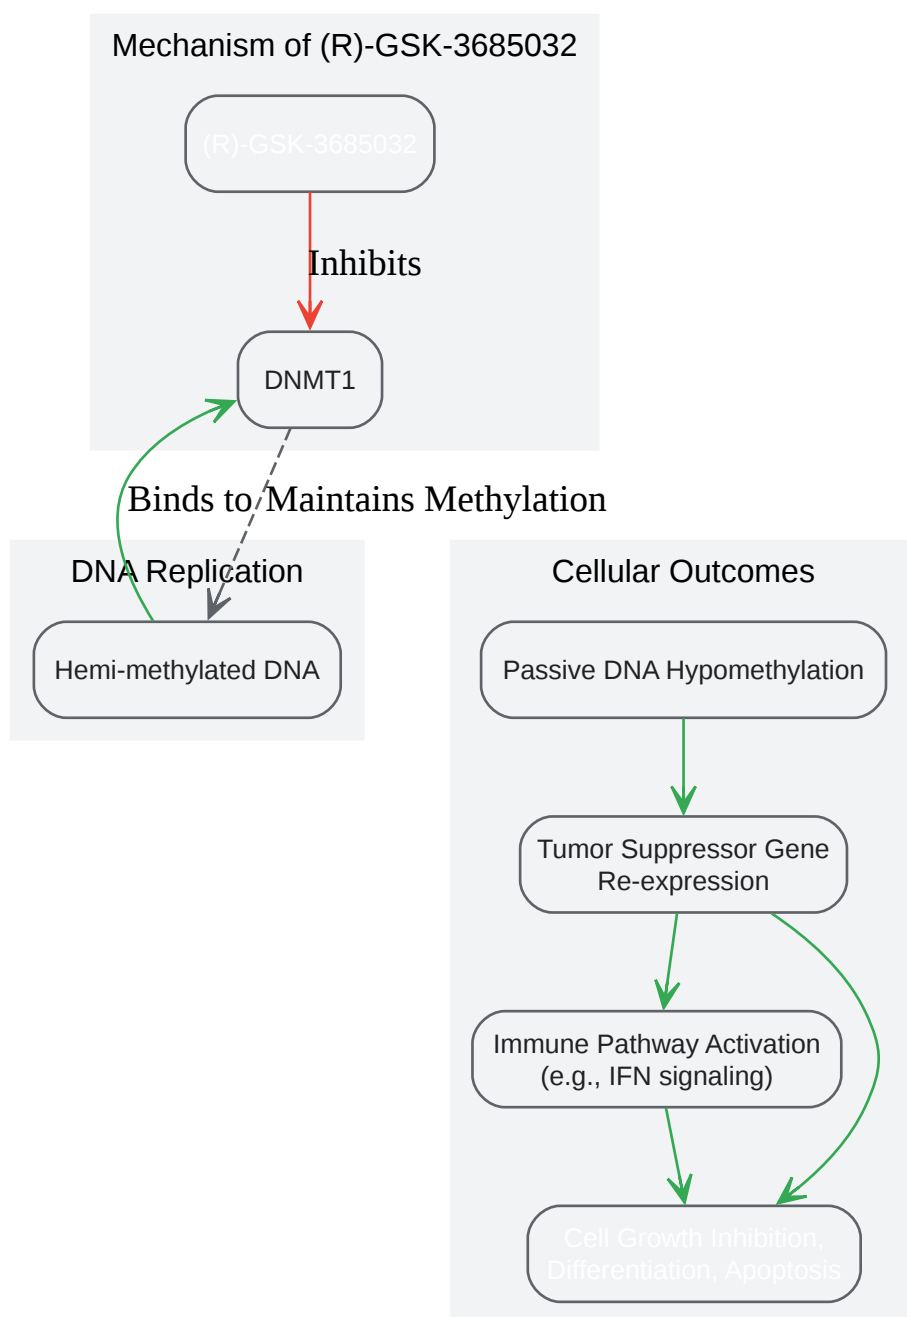 Mechanism of (R)-GSK-3685032
(R)-GSK-3685032
Inhibits
DNMT1
Binds to
Maintains Methylation
DNA Replication
Hemi-methylated DNA
Cellular Outcomes
Passive DNA Hypomethylation
Tumor Suppressor Gene
Re-expression
Immune Pathway Activation
(e.g., IFN signaling)
Cell Growth Inhibition,
Differentiation, Apoptosis